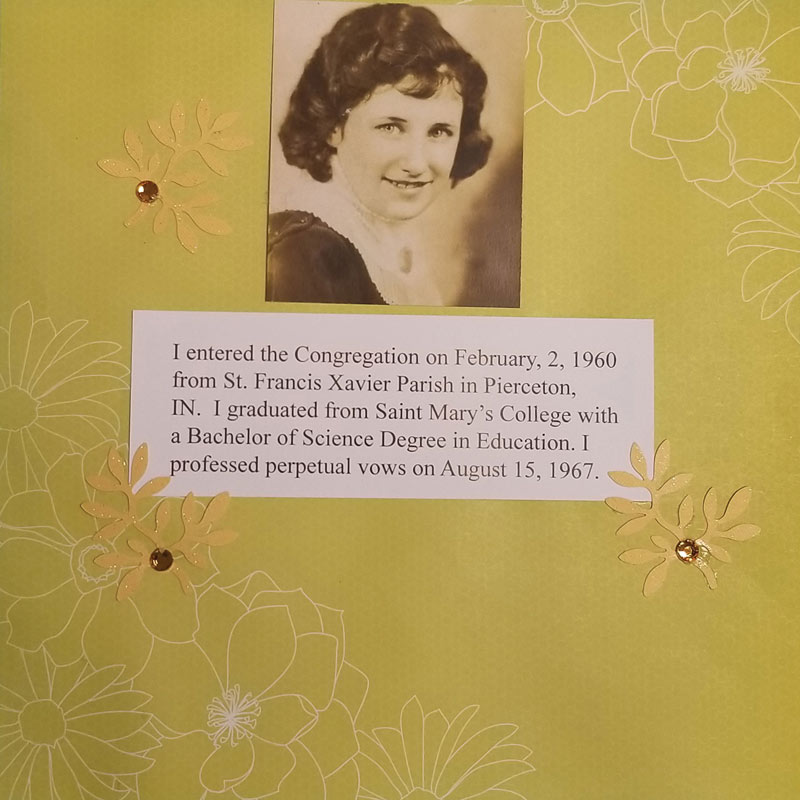 I entered the Congregation on February, 2, 1960
from St. Francis Xavier Parish in Pierceton,
IN.  I graduated from Saint Mary’s College with
a Bachelor of Science Degree in Education. I
professed perpetual vows on August 15, 1967.